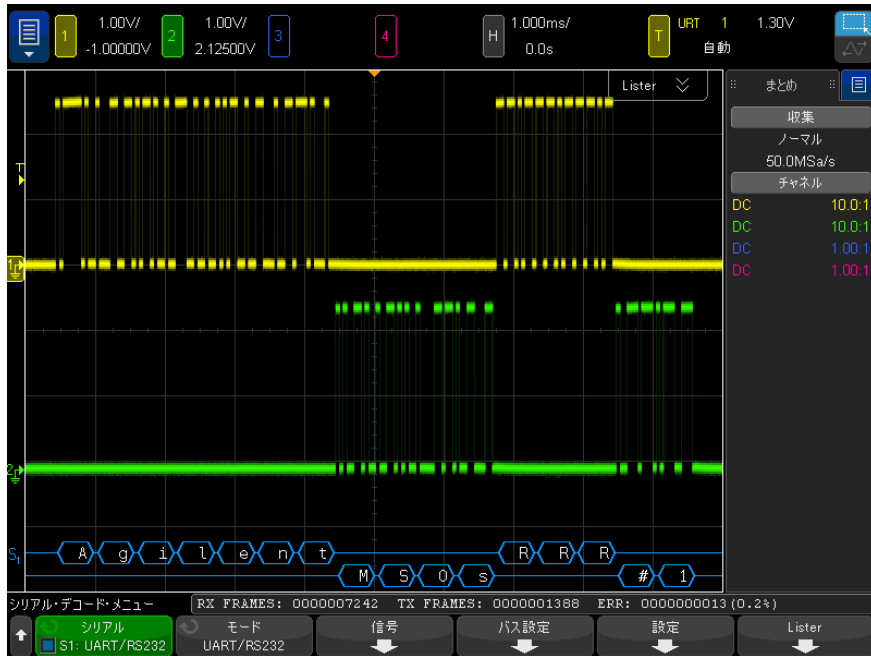 1 1.00V/ 2 1.00V/ 3 4 H 1.000ms/ T URT 1 1.30V
-1.00000V 2.12500V 0.0s 自動
Lister
まとめ
収集
ノーマル
50.0MSa/s
チャネル
DC 10.0:1
DC 10.0:1
DC 1.00:1
DC 1.00:1
T
1
2
S1 A g i l e n t R R R
M S O s # 1
シリアル・デコード・メニュー RX FRAMES: 0000007242 TX FRAMES: 0000001388 ERR: 0000000013(0.2%)
シリアル モード 信号 バス設定 設定 Lister
S1: UART/RS232 UART/RS232